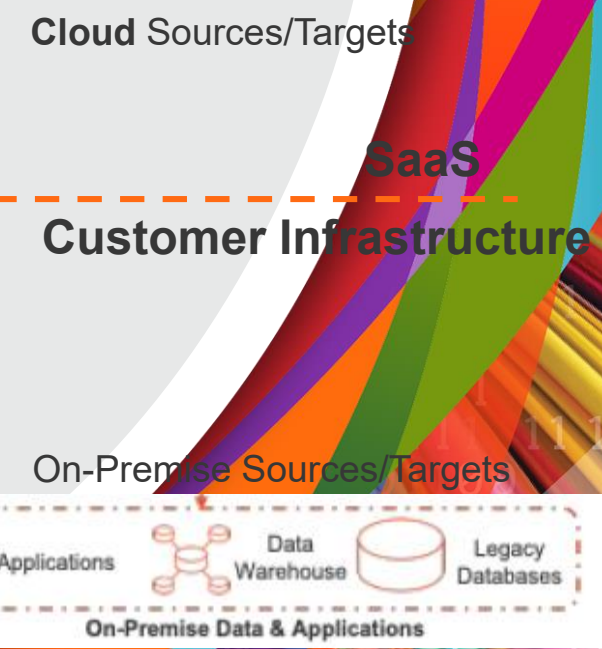 Cloud Sources/Targets
SaaS
Customer Infrastructure
On-Premise Sources/Targets
Applications
Data
Warehouse
Legacy
Databases
On-Premise Data & Applications